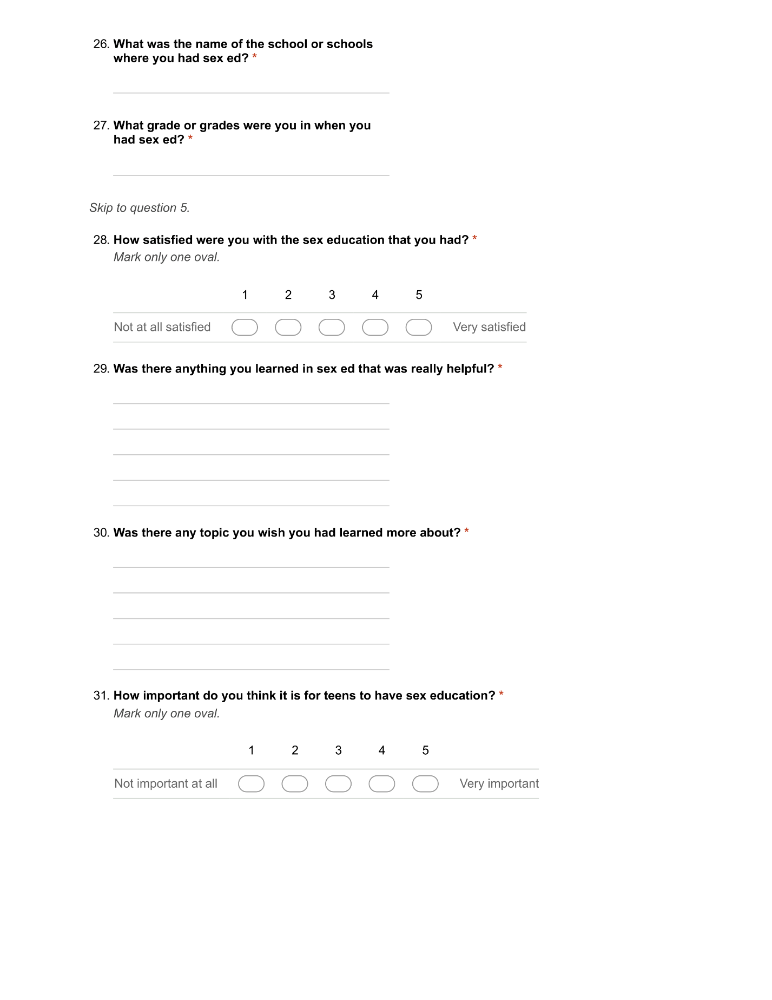 26. What was the name of the school or schools
where you had sex ed? *
27. What grade or grades were you in when you
had sex ed? *
Skip to question 5.
28. How satisfied were you with the sex education that you had? *
Mark only one oval.
1 2 3 4 5
Not at all satisfied Very satisfied
29. Was there anything you learned in sex ed that was really helpful? *
30. Was there any topic you wish you had learned more about? *
31. How important do you think it is for teens to have sex education? *
Mark only one oval.
1 2 3 4 5
Not important at all Very important